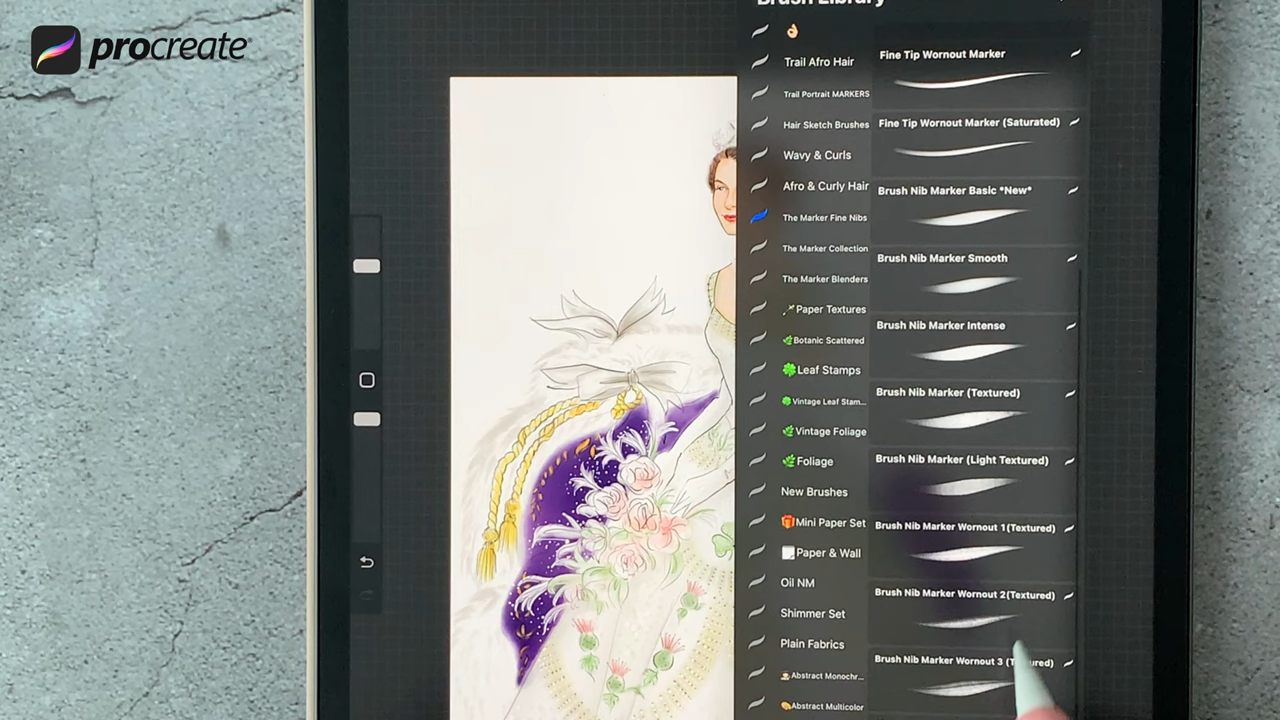 procreate
Brush Library
Trail Afro Hair
Trail Portrait MARKERS
Hair Sketch Brushes
Wavy & Curls
Afro & Curly Hair
The Marker Fine Nibs
The Marker Collection
The Marker Blenders
Paper Textures
Botanic Scattered
Leaf Stamps
Vintage Leaf Stam...
Vintage Foliage
Foliage
New Brushes
Mini Paper Set
Paper & Wall
Oil NM
Shimmer Set
Plain Fabrics
Abstract Monochr...
Abstract Multicolor
Fine Tip Wornout Marker
Fine Tip Wornout Marker (Saturated)
Brush Nib Marker Basic *New*
Brush Nib Marker Smooth
Brush Nib Marker Intense
Brush Nib Marker (Textured)
Brush Nib Marker (Light Textured)
Brush Nib Marker Wornout 1(Textured)
Brush Nib Marker Wornout 2(Textured)
Brush Nib Marker Wornout 3